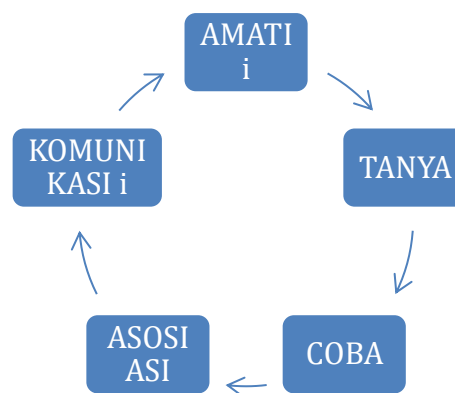 AMATI
i
TANYA
COBA
ASOSI
ASI
KOMUNI
KASI i